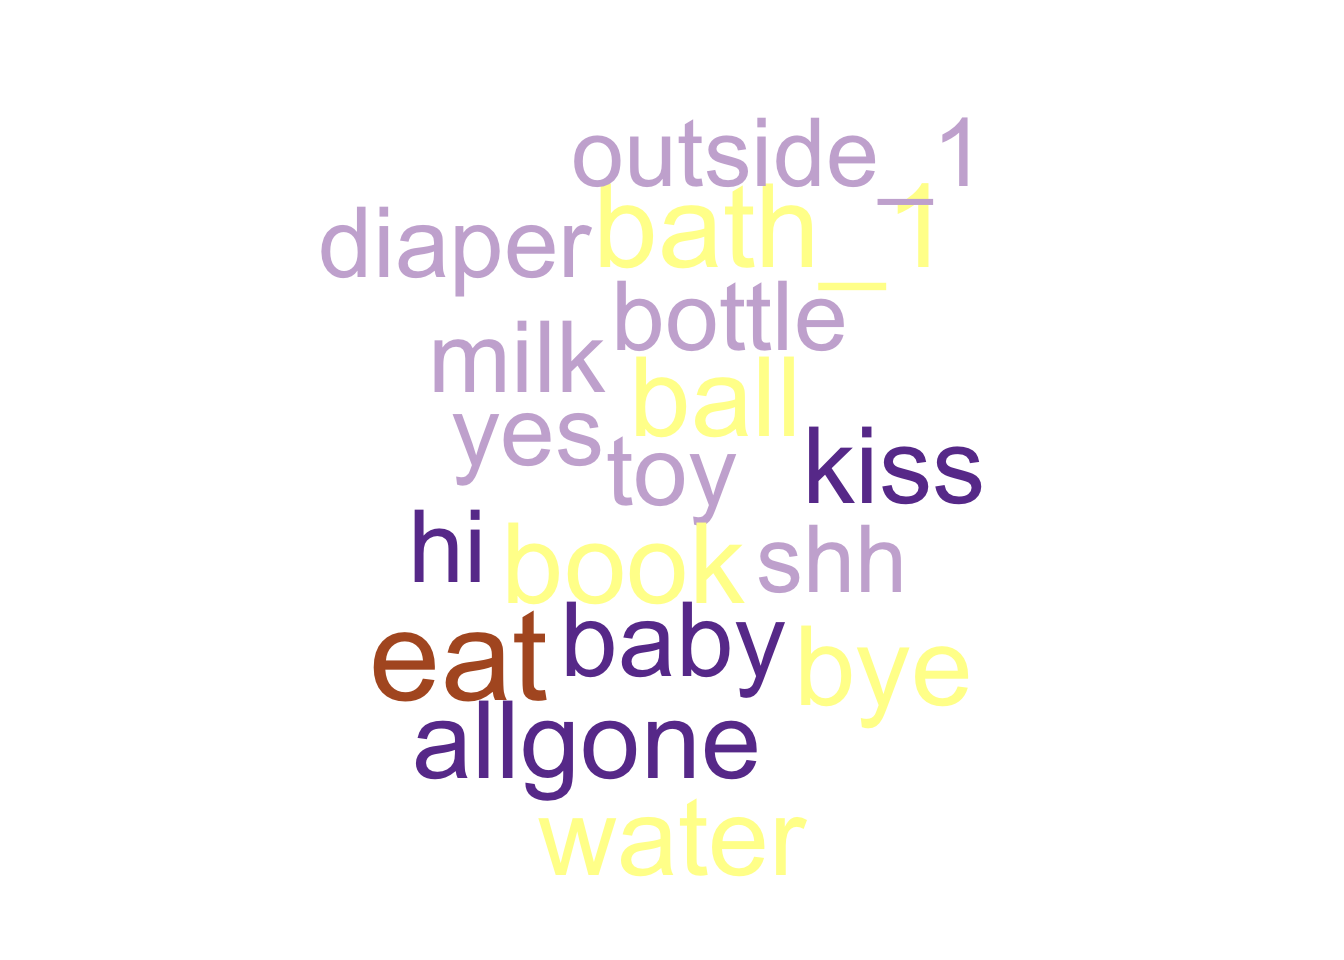 outside_1
diaper bath_1
bottle
milk
ball
yes
toy kiss
hi book shh
eat baby bye
allgone
water